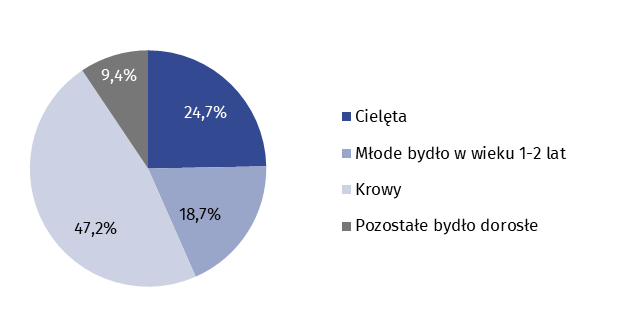 9,4%
24,7%
18,7%
47,2%
Cielęta
Młode bydło w wieku 1-2 lat
Krowy
Pozostałe bydło dorosłe